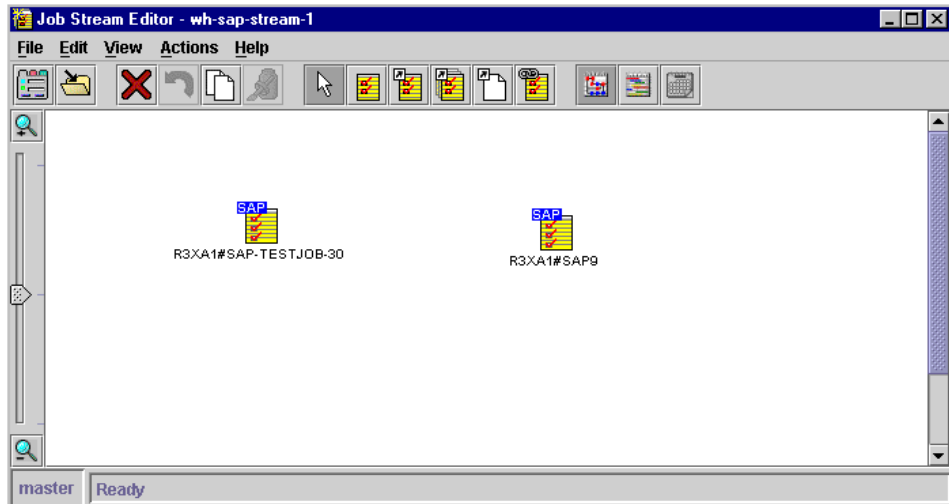 Job Stream Editor - wh-sap-stream-1
File Edit View Actions Help
SAP
R3XA1#SAP-TESTJOB-30
SAP
R3XA1#SAP9
master Ready